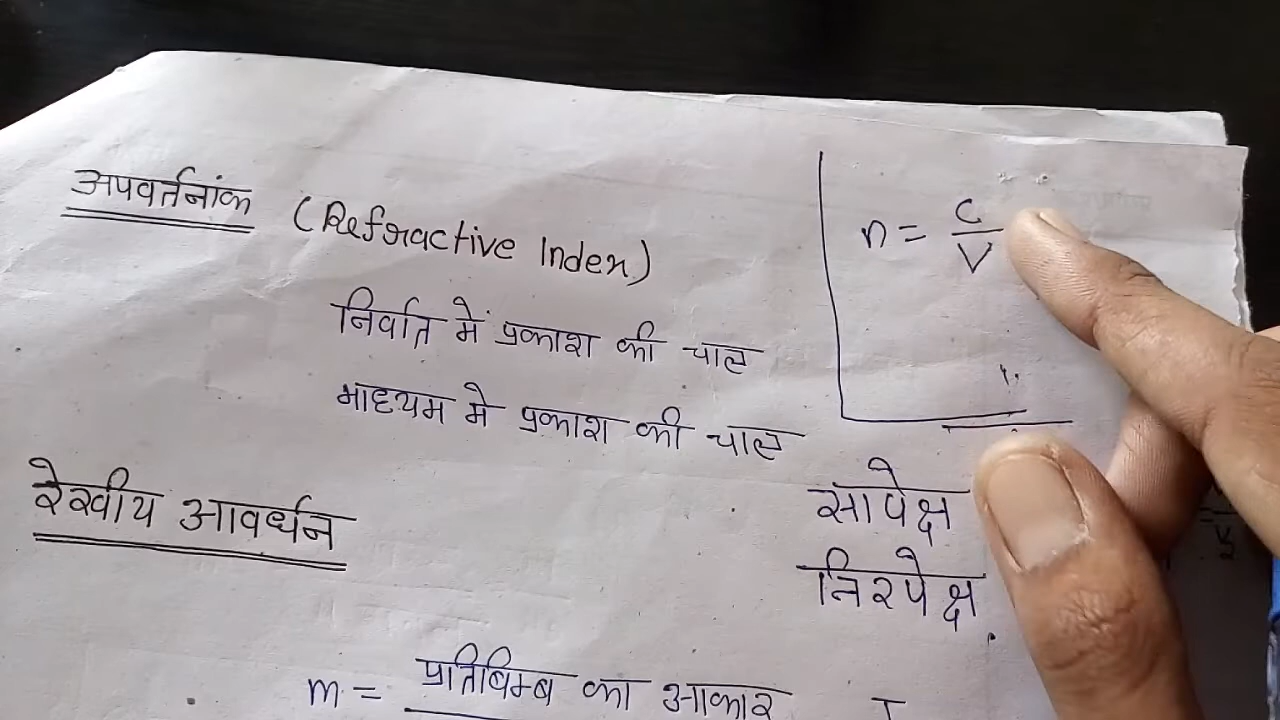 अपवर्तनांक (Refractive Index)
n = c/v
निर्वात में प्रकाश की चाल
माध्यम मे प्रकाश की चाल
सापेक्ष
निरपेक्ष
रेखीय आवर्धन
m = प्रतिबिम्ब का आकार I